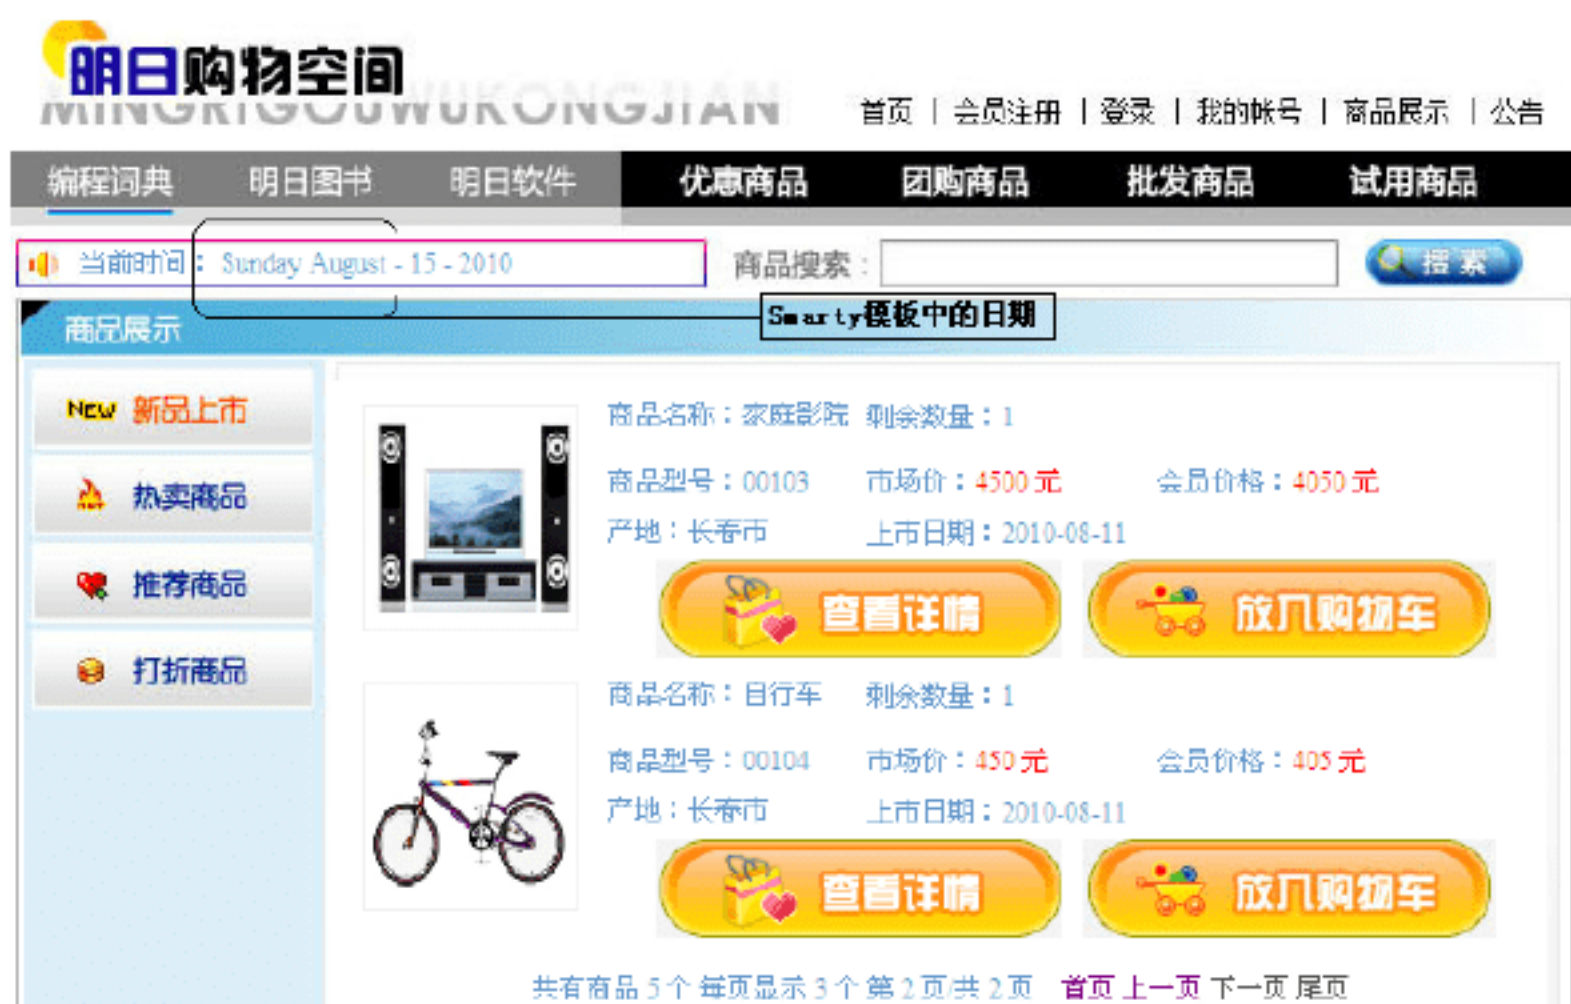 明日购物空间
MINGRIGOUWUKONGJIAN
首页 | 会员注册 | 登录 | 我的帐号 | 商品展示 | 公告
编程词典 明日图书 明日软件 优惠商品 团购商品 批发商品 试用商品
当前时间： Sunday August - 15 - 2010 商品搜索： 搜索
Smarty模板中的日期
商品展示
NEW 新品上市
热卖商品
推荐商品
打折商品
商品名称：家庭影院 剩余数量：1
商品型号：00103 市场价：4500元 会员价格：4050元
产地：长春市 上市日期：2010-08-11
查看详情 放入购物车
商品名称：自行车 剩余数量：1
商品型号：00104 市场价：450元 会员价格：405元
产地：长春市 上市日期：2010-08-11
查看详情 放入购物车
共有商品 5个 每页显示 3个 第2页/共2页 首页 上一页 下一页 尾页